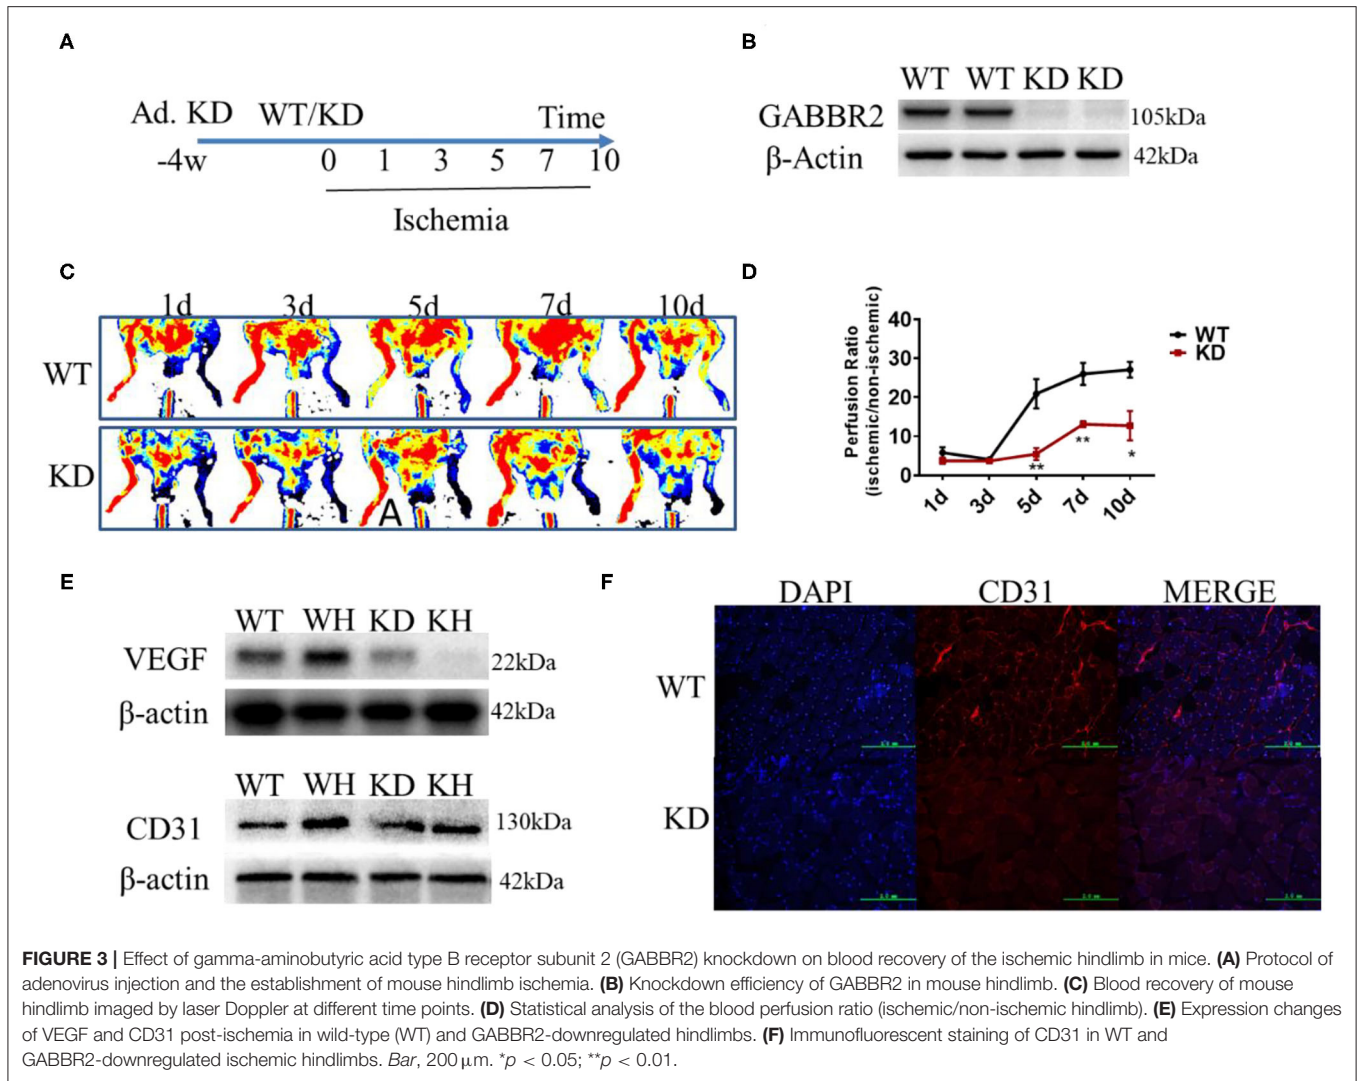 A
Ad. KD WT/KD Time
-4w 0 1 3 5 7 10
Ischemia
B
WT WT KD KD
GABBR2 105kDa
β-Actin 42kDa
C
1d 3d 5d 7d 10d
WT
KD
A
D
Perfusion Ratio
(ischemic/non-ischemic)
40
30
20
10
0
1d 3d 5d 7d 10d
** ** *
WT
KD
E
WT WH KD KH
VEGF 22kDa
β-actin 42kDa
WT WH KD KH
CD31 130kDa
β-actin 42kDa
F
DAPI CD31 MERGE
WT
KD
FIGURE 3 | Effect of gamma-aminobutyric acid type B receptor subunit 2 (GABBR2) knockdown on blood recovery of the ischemic hindlimb in mice. (A) Protocol of
adenovirus injection and the establishment of mouse hindlimb ischemia. (B) Knockdown efficiency of GABBR2 in mouse hindlimb. (C) Blood recovery of mouse
hindlimb imaged by laser Doppler at different time points. (D) Statistical analysis of the blood perfusion ratio (ischemic/non-ischemic hindlimb). (E) Expression changes
of VEGF and CD31 post-ischemia in wild-type (WT) and GABBR2-downregulated hindlimbs. (F) Immunofluorescent staining of CD31 in WT and
GABBR2-downregulated ischemic hindlimbs. Bar, 200 μm. *p < 0.05; **p < 0.01.